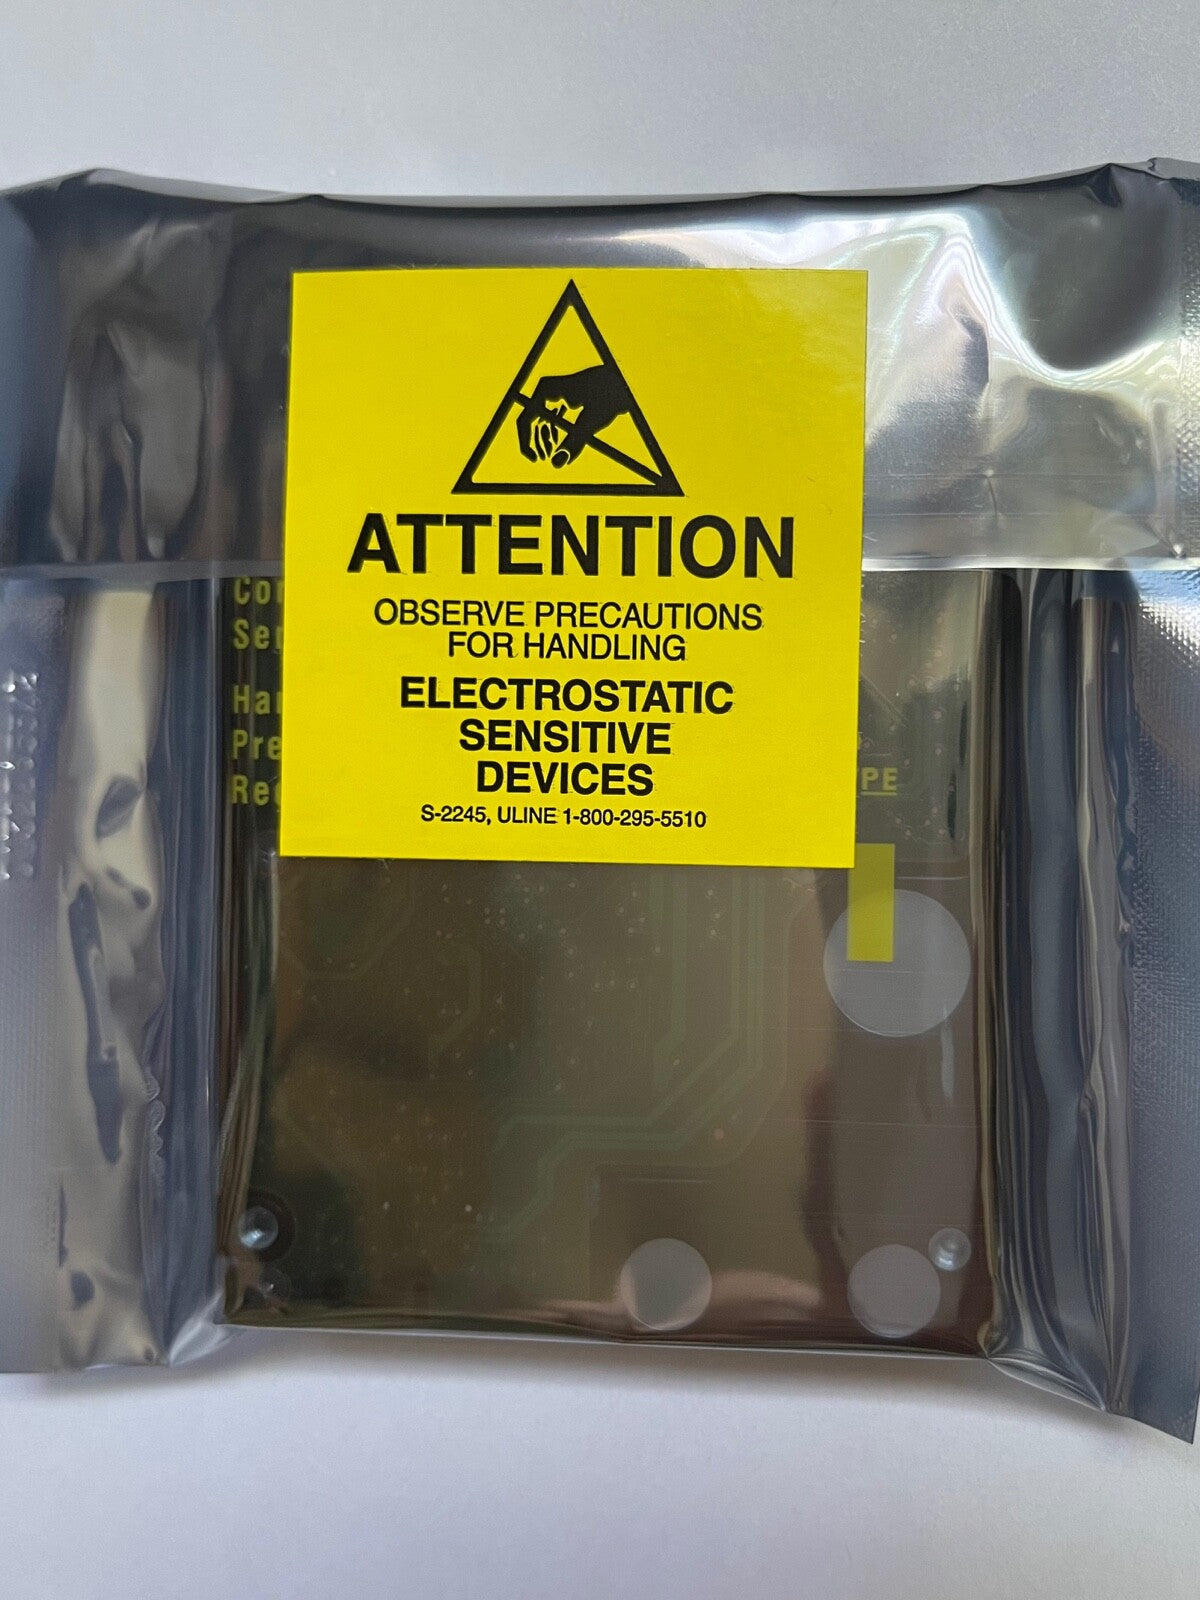 ATTENTION
OBSERVE PRECAUTIONS
FOR HANDLING
ELECTROSTATIC
SENSITIVE
DEVICES
S-2245, ULINE 1-800-295-5510